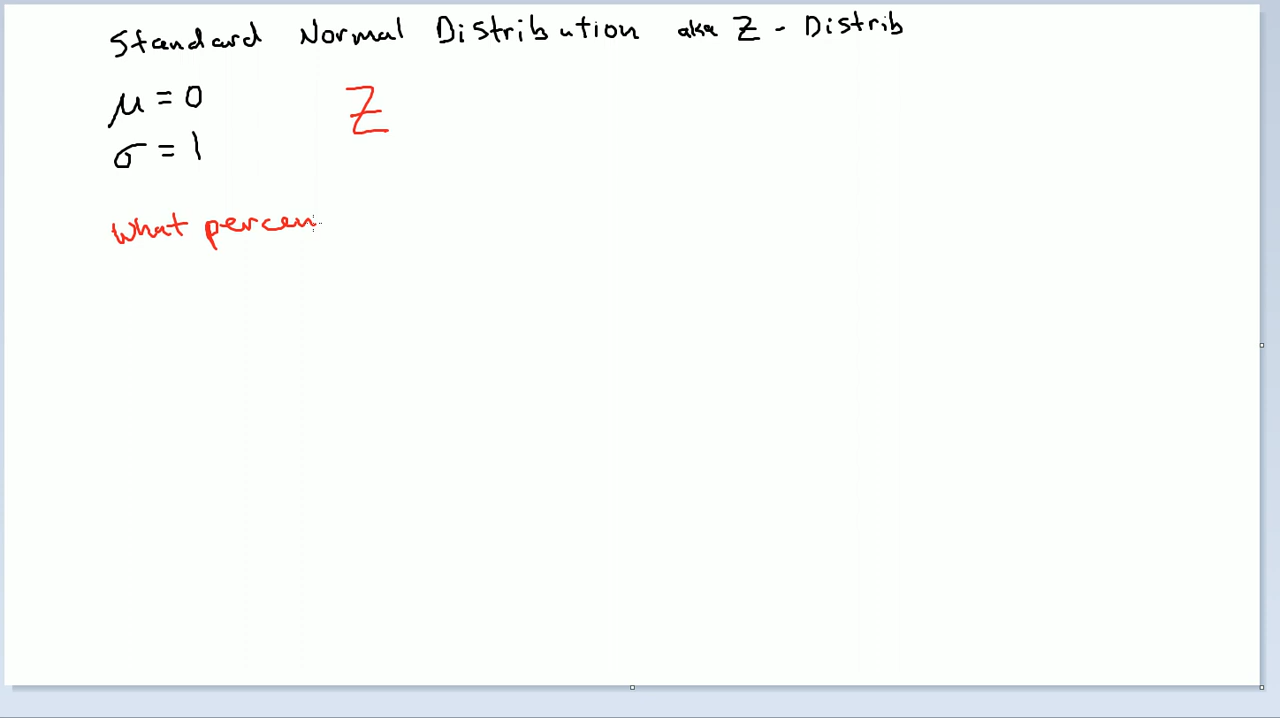 Standard Normal Distribution aka Z - Distrib
μ = 0 Z
σ = 1
What percen